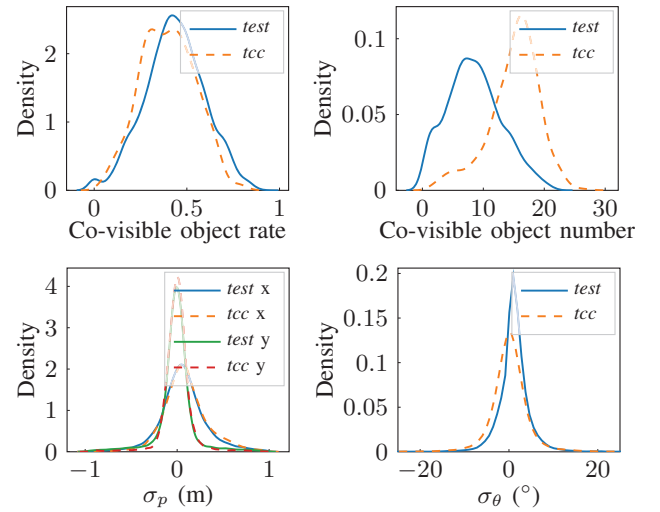 test
tcc
Density
2
1
0
0
0.5
1
Co-visible object rate
test
tcc
Density
0.1
0.05
0
0
10
20
30
Co-visible object number
test x
tcc x
test y
tcc y
Density
4
3
2
1
0
−1
0
1
σp (m)
test
tcc
Density
0.2
0.15
0.1
0.05
0
−20
0
20
σθ (°)